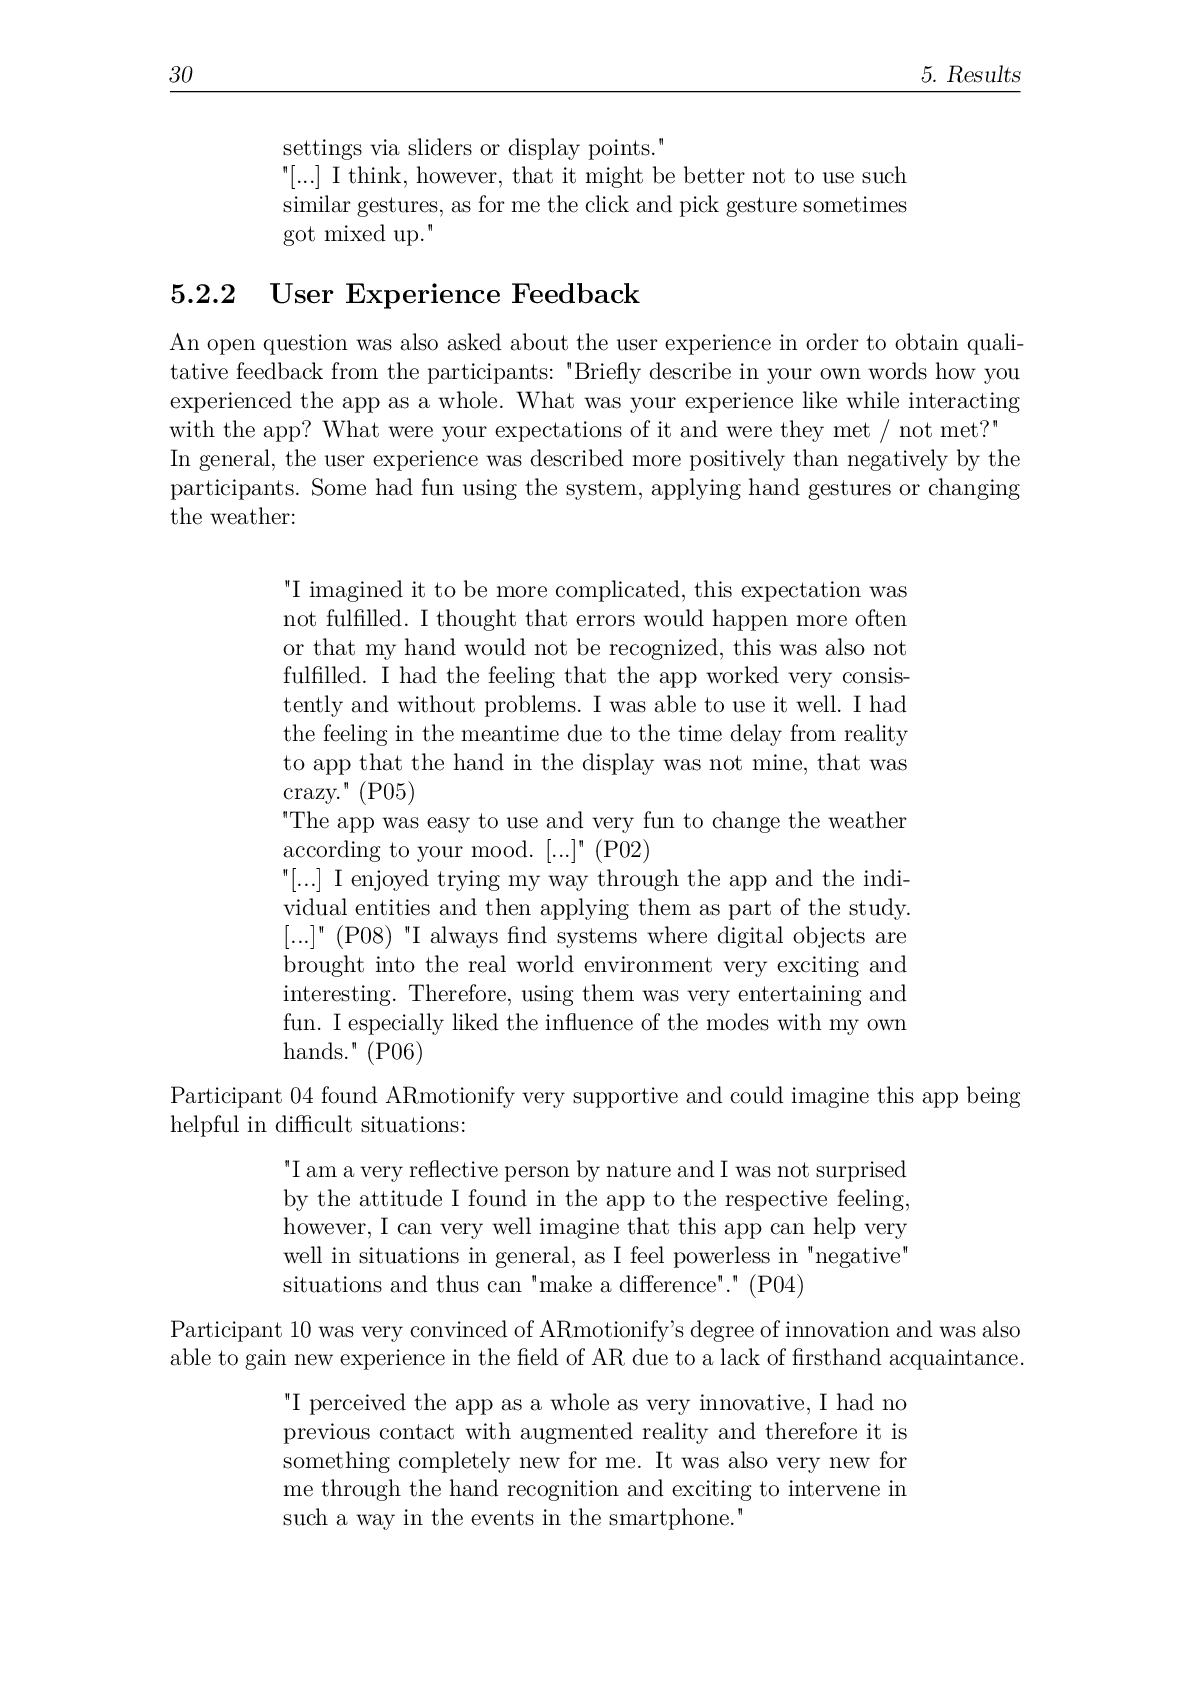 30 5. Results
settings via sliders or display points."
"[...] I think, however, that it might be better not to use such
similar gestures, as for me the click and pick gesture sometimes
got mixed up."
5.2.2 User Experience Feedback
An open question was also asked about the user experience in order to obtain quali-
tative feedback from the participants: "Briefly describe in your own words how you
experienced the app as a whole. What was your experience like while interacting
with the app? What were your expectations of it and were they met / not met?"
In general, the user experience was described more positively than negatively by the
participants. Some had fun using the system, applying hand gestures or changing
the weather:
"I imagined it to be more complicated, this expectation was
not fulfilled. I thought that errors would happen more often
or that my hand would not be recognized, this was also not
fulfilled. I had the feeling that the app worked very consis-
tently and without problems. I was able to use it well. I had
the feeling in the meantime due to the time delay from reality
to app that the hand in the display was not mine, that was
crazy." (P05)
"The app was easy to use and very fun to change the weather
according to your mood. [...]" (P02)
"[...] I enjoyed trying my way through the app and the indi-
vidual entities and then applying them as part of the study.
[...]" (P08) "I always find systems where digital objects are
brought into the real world environment very exciting and
interesting. Therefore, using them was very entertaining and
fun. I especially liked the influence of the modes with my own
hands." (P06)
Participant 04 found ARmotionify very supportive and could imagine this app being
helpful in difficult situations:
"I am a very reflective person by nature and I was not surprised
by the attitude I found in the app to the respective feeling,
however, I can very well imagine that this app can help very
well in situations in general, as I feel powerless in "negative"
situations and thus can "make a difference"." (P04)
Participant 10 was very convinced of ARmotionify's degree of innovation and was also
able to gain new experience in the field of AR due to a lack of firsthand acquaintance.
"I perceived the app as a whole as very innovative, I had no
previous contact with augmented reality and therefore it is
something completely new for me. It was also very new for
me through the hand recognition and exciting to intervene in
such a way in the events in the smartphone."